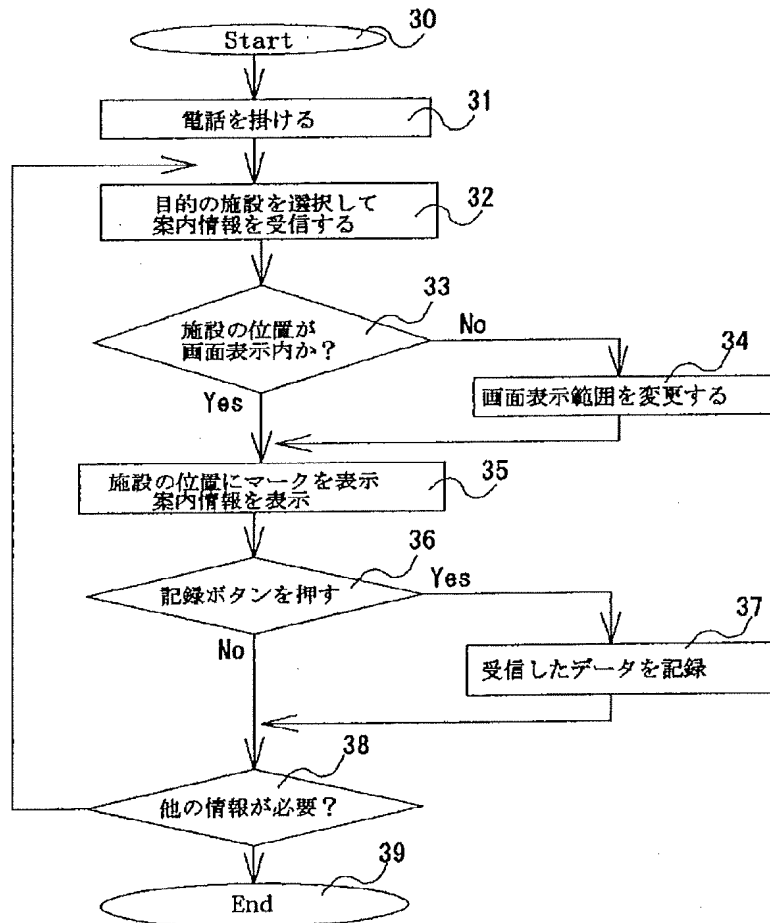 Start
30
電話を掛ける
31
目的の施設を選択して
案内情報を受信する
32
施設の位置が
画面表示内か？
33
No
Yes
画面表示範囲を変更する
34
施設の位置にマークを表示
案内情報を表示
35
記録ボタンを押す
36
Yes
No
受信したデータを記録
37
他の情報が必要？
38
End
39